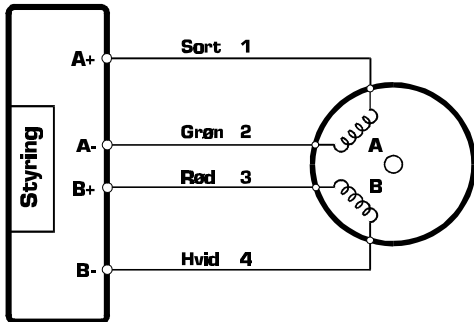 Styring
A+ Sort 1
A- Grøn 2
B+ Rød 3
B- Hvid 4
A
B